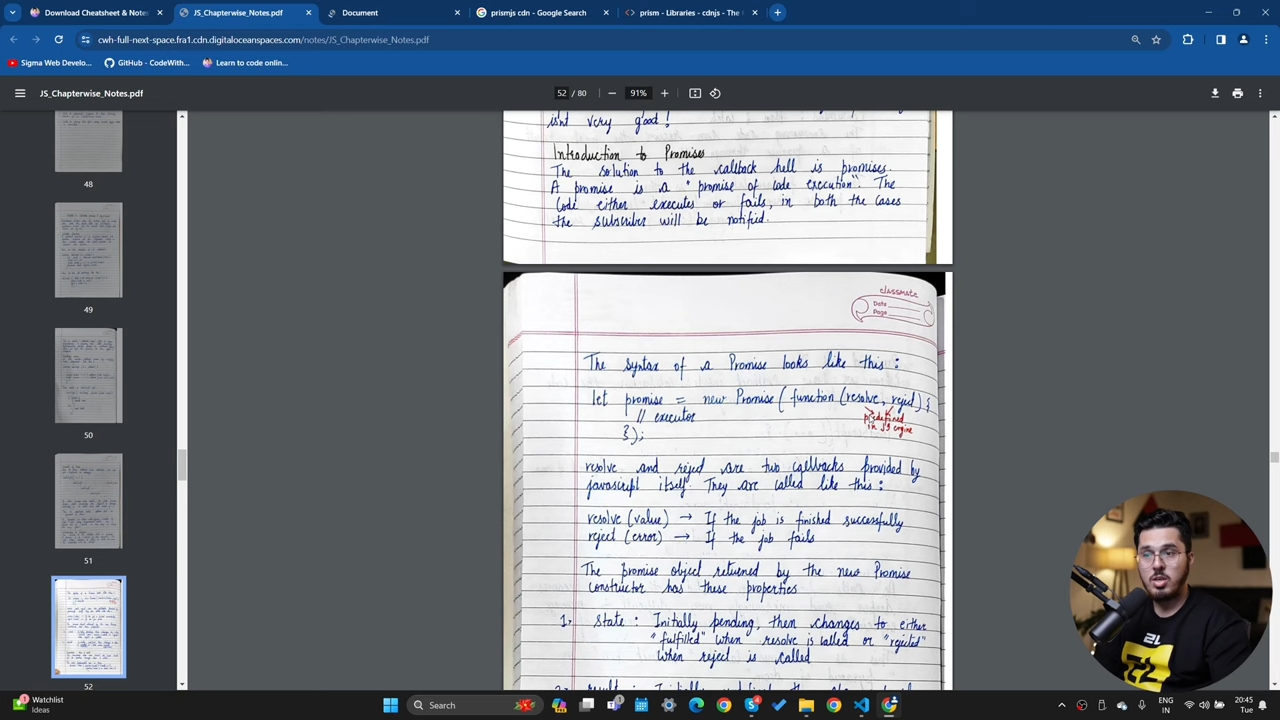 Download Cheatsheet & Notes
JS_Chapterwise_Notes.pdf
Document
prismjs cdn - Google Search
prism - Libraries - cdnjs - The
cwh-full-next-space.fra1.cdn.digitaloceanspaces.com/notes/JS_Chapterwise_Notes.pdf
Sigma Web Develo...
GitHub - CodeWith...
Learn to code onlin...
JS_Chapterwise_Notes.pdf
52 / 80
91%
isnt very good!
Introduction to Promises
The solution to the callback hell is promises.
A promise is a "promise of code execution". The
code either executes or fails, in both the cases
the subscriber will be notified.
classmate
Date
Page
The syntax of a Promise looks like this :
let promise = new Promise ( function (resolve, reject) {
// executor
predefined
in JS engine
});
resolve and reject are two callbacks provided by
javascript itself. They are called like this :
resolve (value) → If the job is finished successfully
reject (error) → If the job fails
The promise object returned by the new Promise
constructor has these properties
1. State : Initially pending then changes to either
"fulfilled" when resolve is called or "rejected"
when reject is called
48
49
50
51
52
Watchlist
Ideas
Search
ENG
IN
20:45
Tue